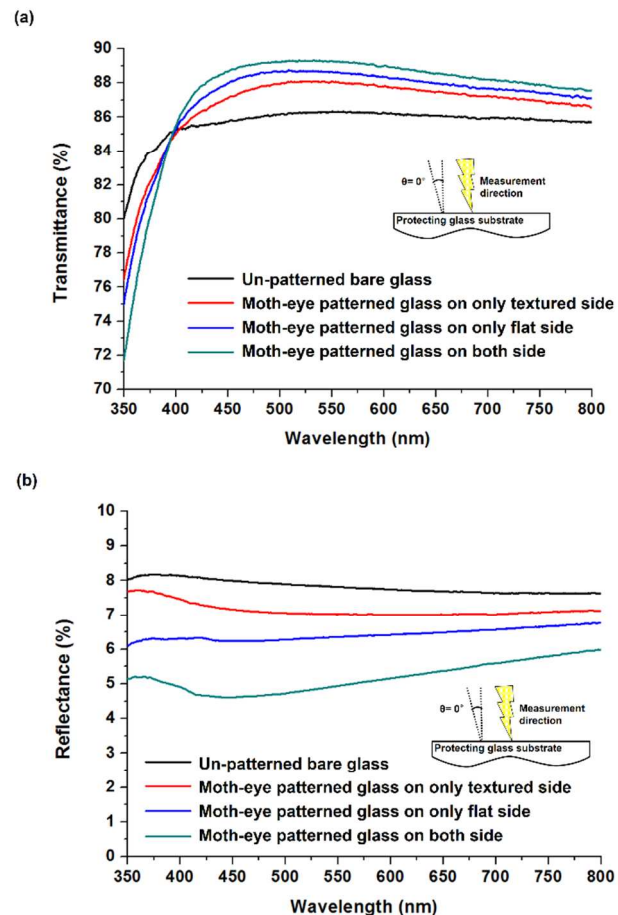 (a)
90
88
86
84
82
80
78
76
74
72
70
Transmittance (%)
θ= 0°
Measurement
direction
Protecting glass substrate
Un-patterned bare glass
Moth-eye patterned glass on only textured side
Moth-eye patterned glass on only flat side
Moth-eye patterned glass on both side
350 400 450 500 550 600 650 700 750 800
Wavelength (nm)
(b)
10
9
8
7
6
5
4
3
2
1
0
Reflectance (%)
θ= 0°
Measurement
direction
Protecting glass substrate
Un-patterned bare glass
Moth-eye patterned glass on only textured side
Moth-eye patterned glass on only flat side
Moth-eye patterned glass on both side
350 400 450 500 550 600 650 700 750 800
Wavelength (nm)